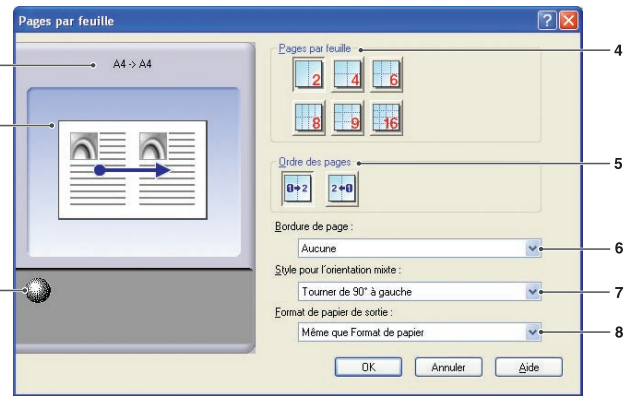 Pages par feuille
A4 -> A4
Pages par feuille
4
2 4 6
8 9 16
Ordre des pages
5
1 2
2 1
Bordure de page :
Aucune
6
Style pour l'orientation mixte :
Tourner de 90° à gauche
7
Format de papier de sortie :
Même que Format de papier
8
OK Annuler Aide